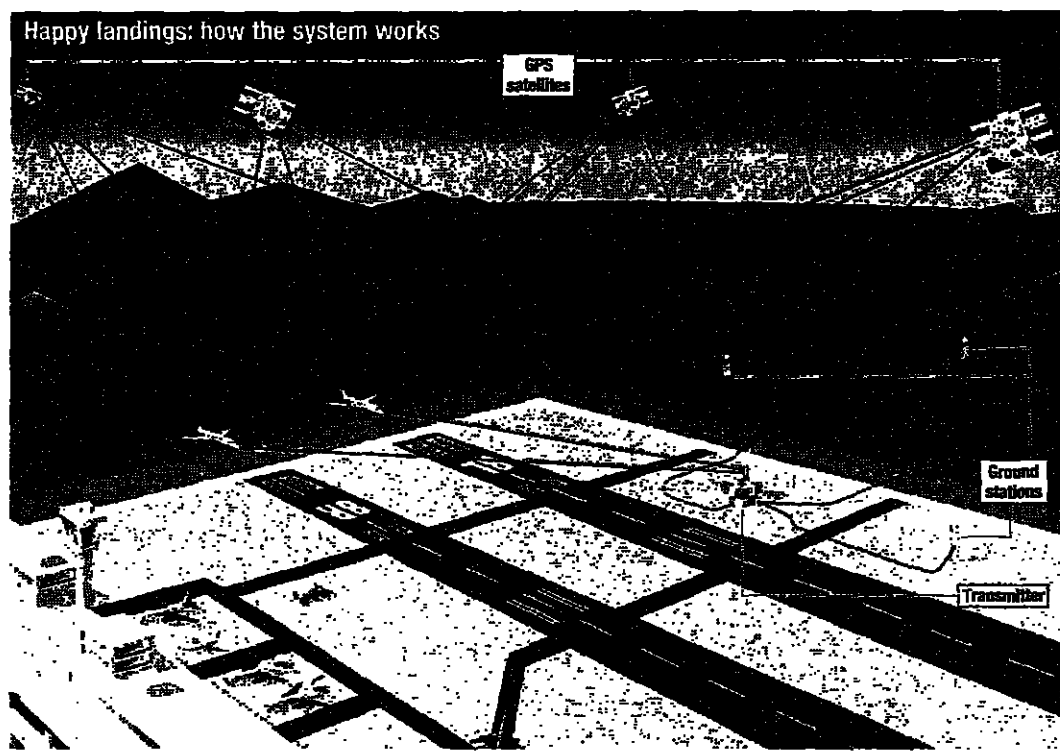 Happy landings: how the system works
GPS
satellites
Ground
stations
Transmitter